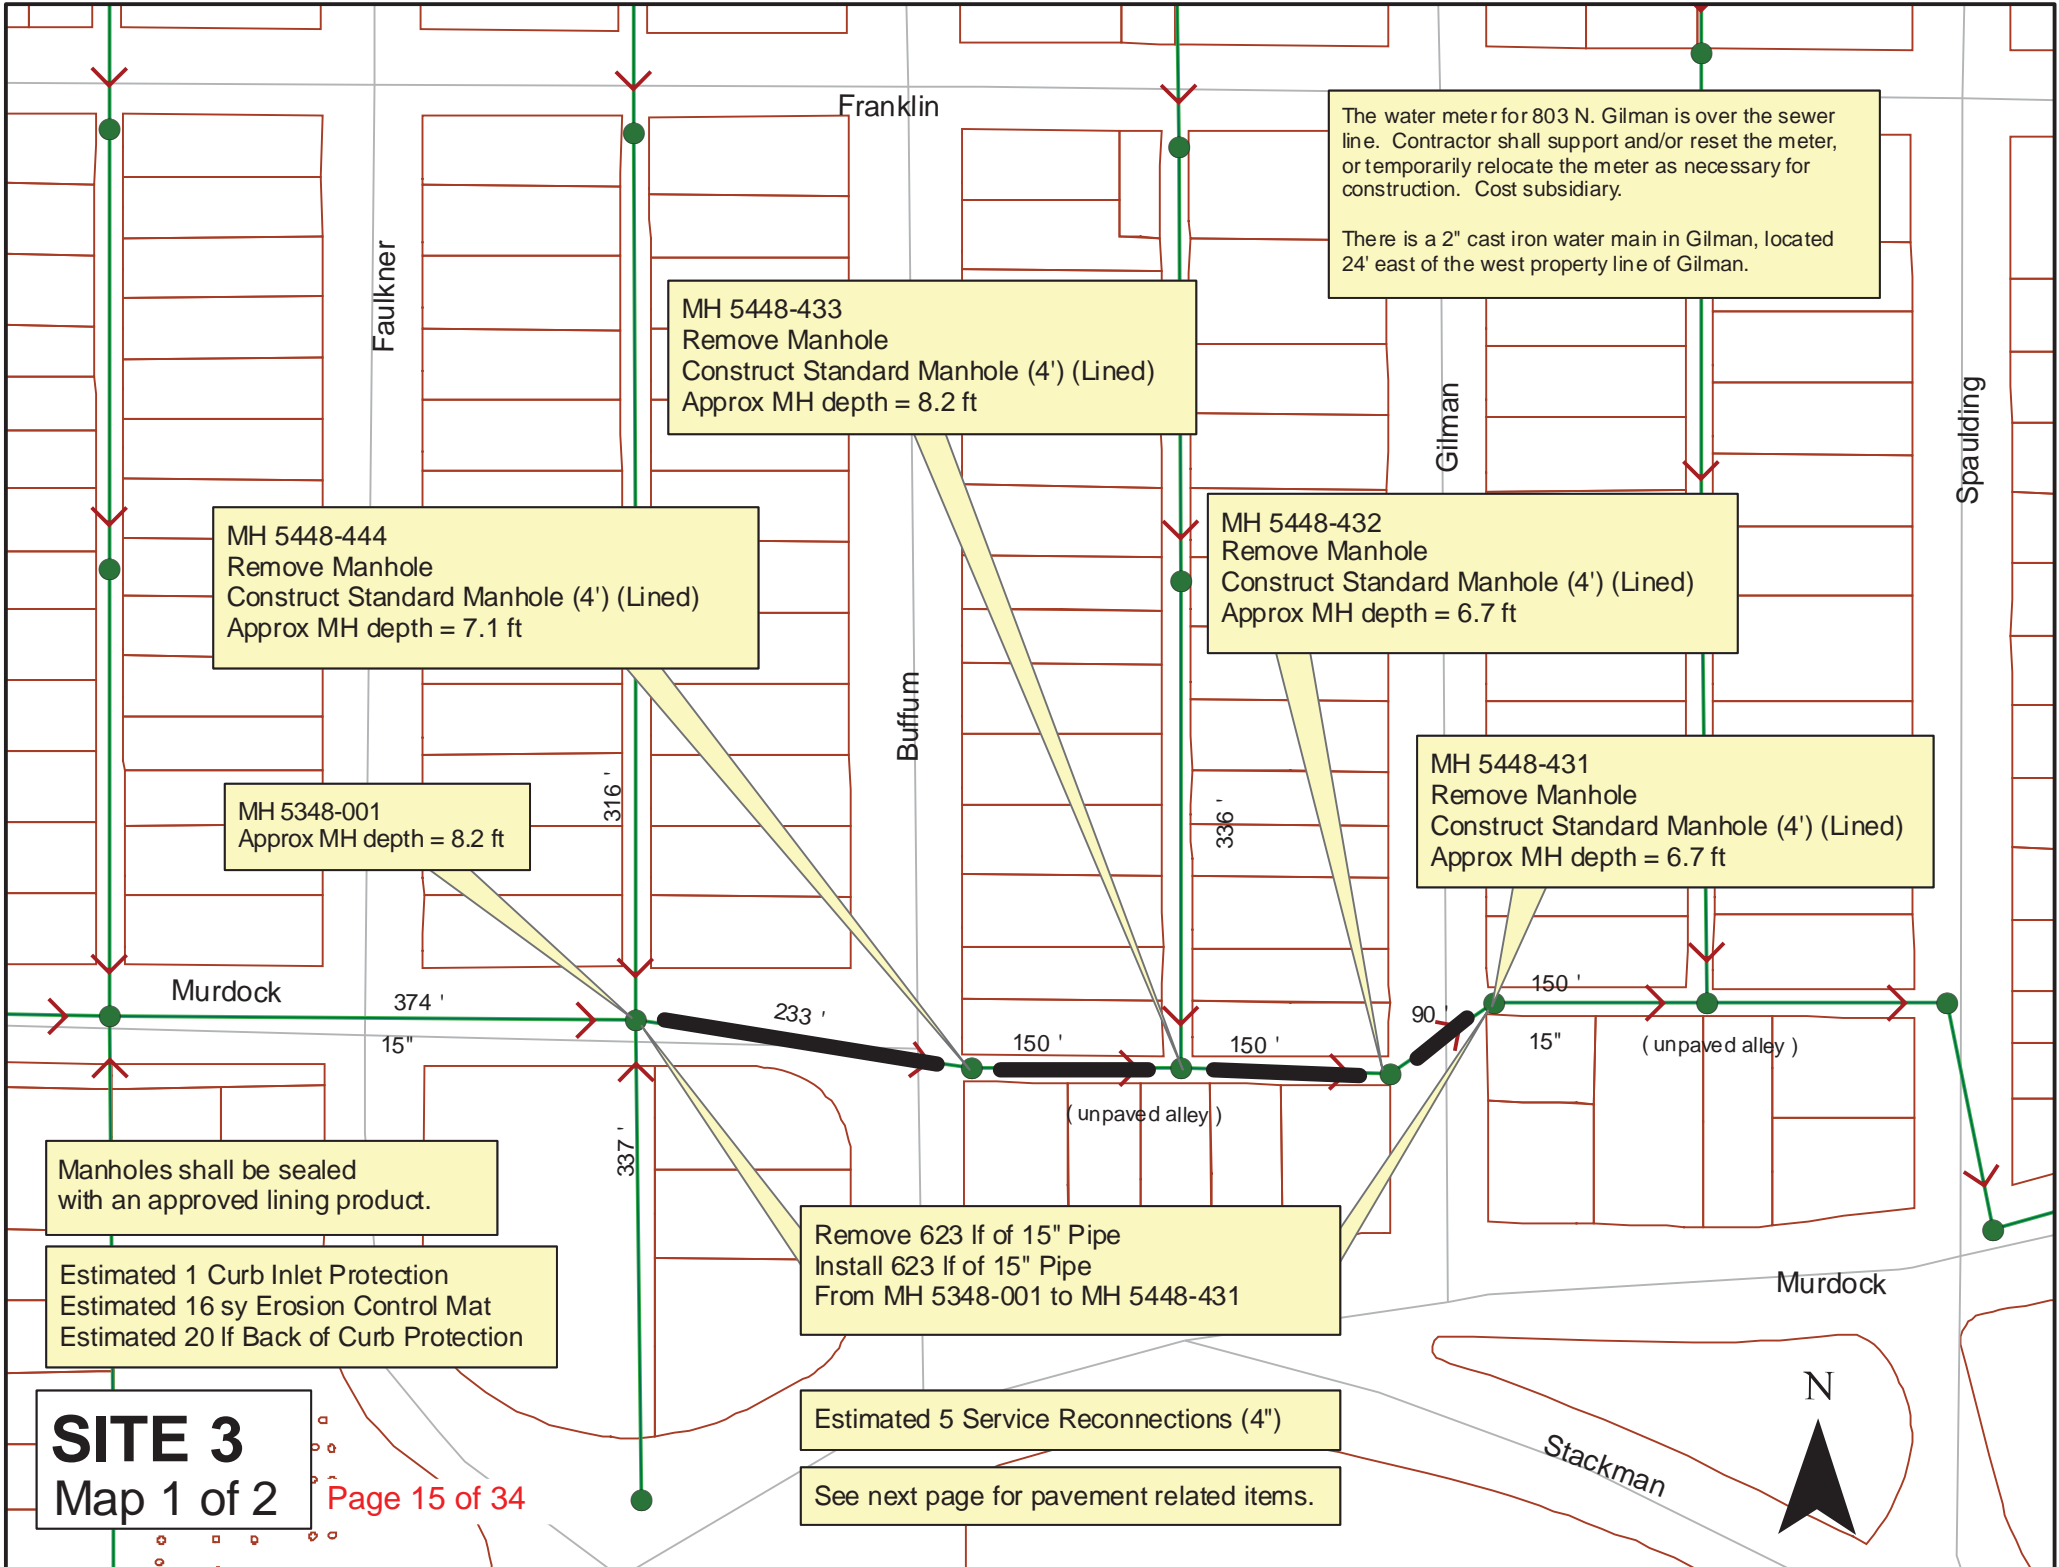 Franklin
The water meter for 803 N. Gilman is over the sewer
line. Contractor shall support and/or reset the meter,
or temporarily relocate the meter as necessary for
construction. Cost subsidiary.
There is a 2" cast iron water main in Gilman, located
24' east of the west property line of Gilman.
Faulkner
MH 5448-433
Remove Manhole
Construct Standard Manhole (4') (Lined)
Approx MH depth = 8.2 ft
Gilman
Spaulding
MH 5448-444
Remove Manhole
Construct Standard Manhole (4') (Lined)
Approx MH depth = 7.1 ft
MH 5448-432
Remove Manhole
Construct Standard Manhole (4') (Lined)
Approx MH depth = 6.7 ft
Buffum
MH 5448-431
Remove Manhole
Construct Standard Manhole (4') (Lined)
Approx MH depth = 6.7 ft
MH 5348-001
Approx MH depth = 8.2 ft
316 '
336 '
Murdock
374 '
15"
233 '
150 '
150 '
90 '
150 '
15"
( unpaved alley )
( unpaved alley )
337 '
Manholes shall be sealed
with an approved lining product.
Remove 623 lf of 15" Pipe
Install 623 lf of 15" Pipe
From MH 5348-001 to MH 5448-431
Estimated 1 Curb Inlet Protection
Estimated 16 sy Erosion Control Mat
Estimated 20 lf Back of Curb Protection
Murdock
N
Estimated 5 Service Reconnections (4")
Stackman
See next page for pavement related items.
SITE 3
Map 1 of 2
Page 15 of 34